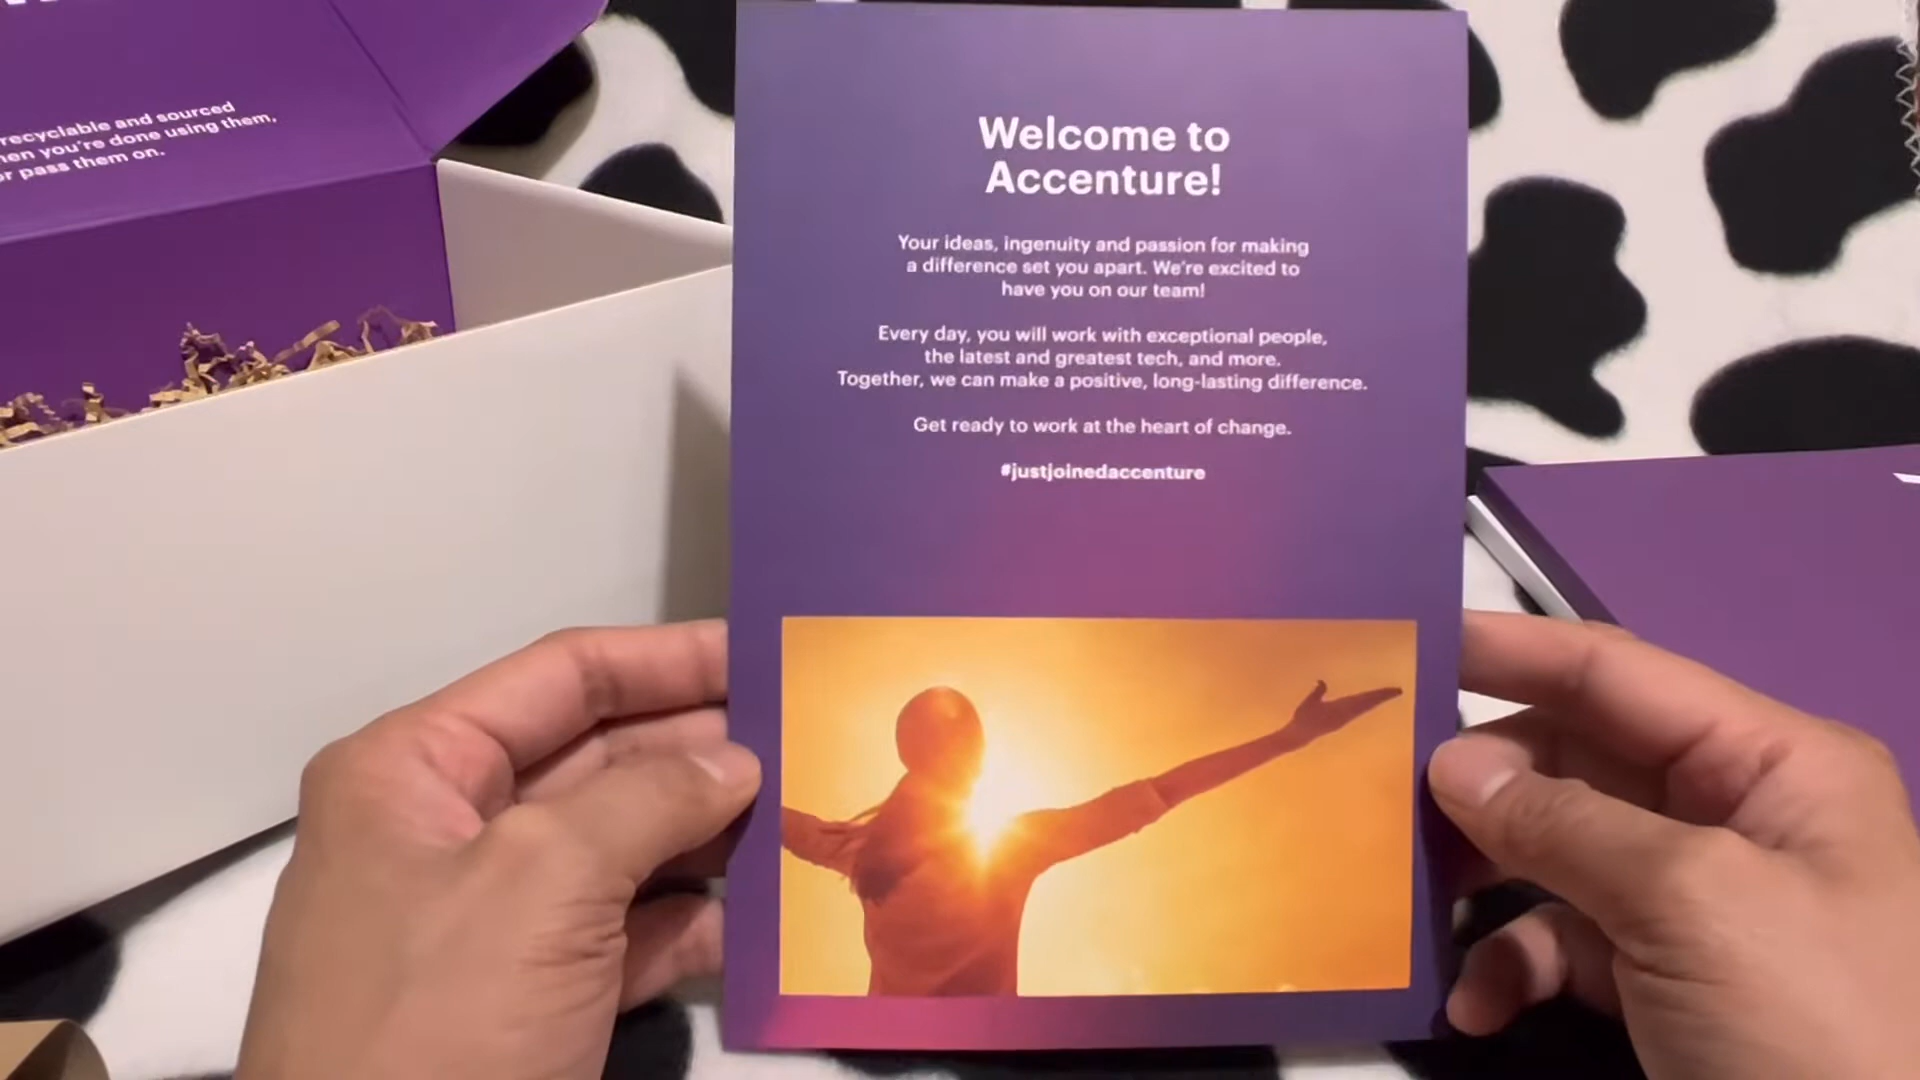 recyclable and sourced
you're done using them,
pass them on.
Welcome to
Accenture!
Your ideas, ingenuity and passion for making
a difference set you apart. We're excited to
have you on our team!
Every day, you will work with exceptional people,
the latest and greatest tech, and more.
Together, we can make a positive, long-lasting difference.
Get ready to work at the heart of change.
#justjoinedaccenture